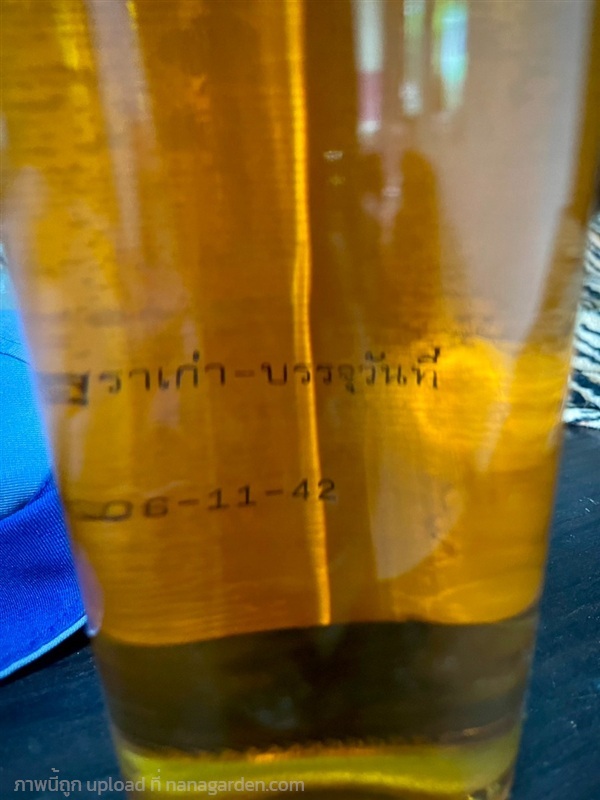 สุราเก่า-บรรจุวันที่
06-11-42
ภาพนี้ถูก upload ที่ nanagarden.com